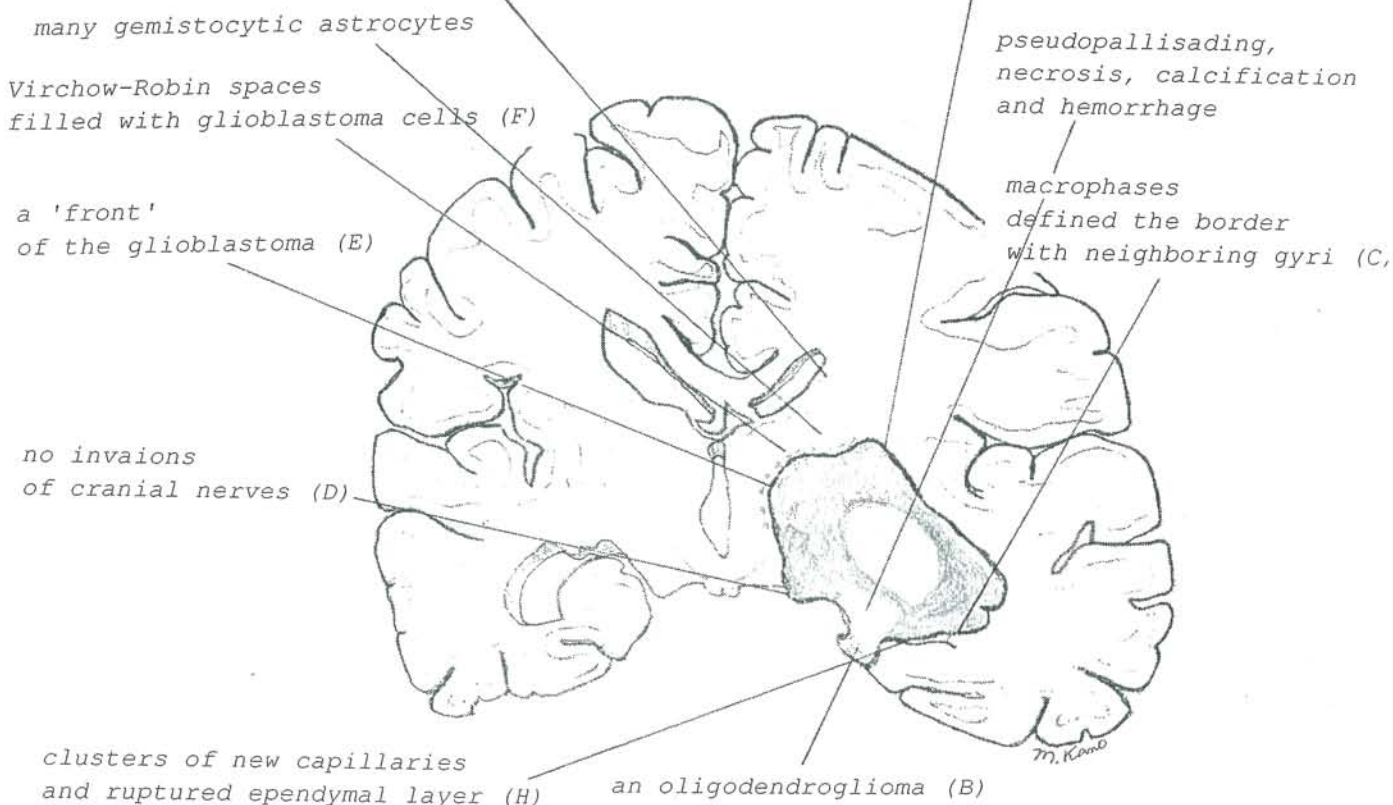 many gemistocytic astrocytes
Virchow-Robin spaces
filled with glioblastoma cells (F)
a 'front'
of the glioblastoma (E)
no invaions
of cranial nerves (D)
clusters of new capillaries
and ruptured ependymal layer (H)
an oligodendroglioma (B)
pseudopallisading,
necrosis, calcification
and hemorrhage
macrophases
defined the border
with neighboring gyri (C,
M. Kano